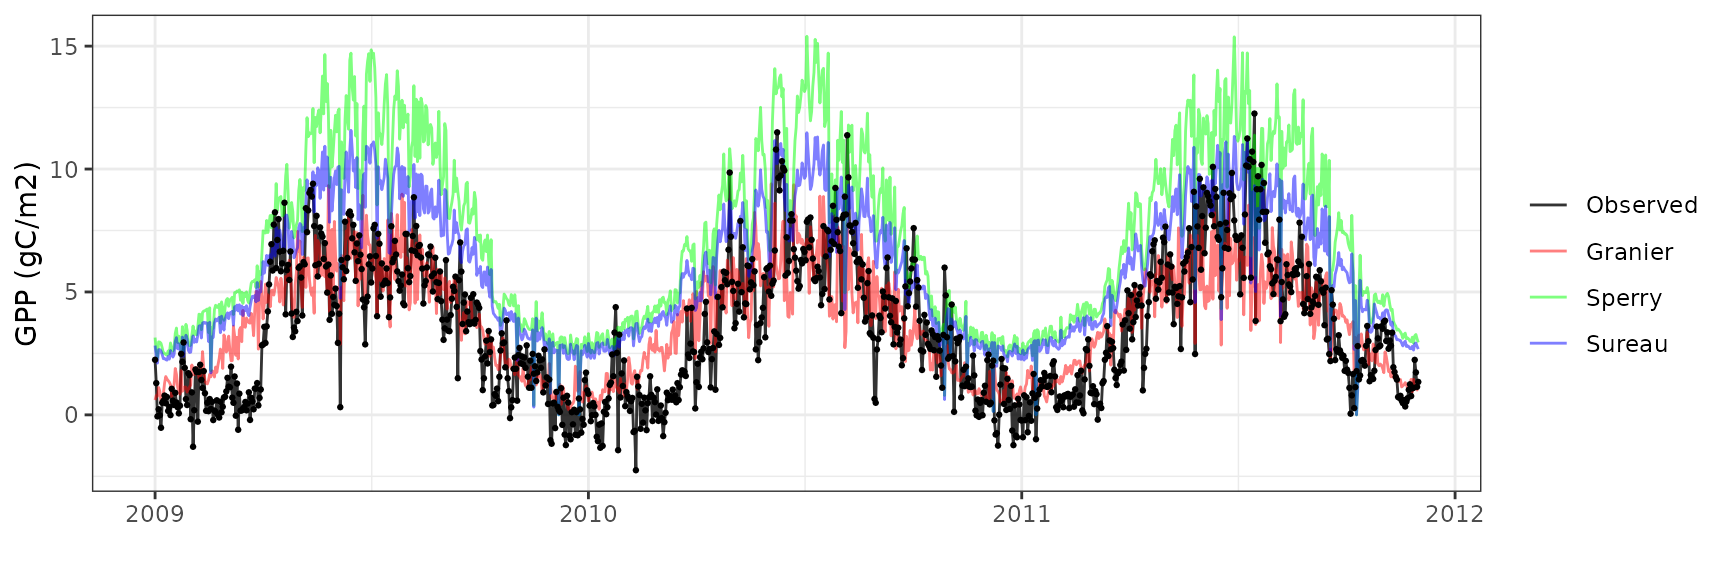 GPP (gC/m2)
15
10
5
0
2009
2010
2011
2012
Observed
Granier
Sperry
Sureau